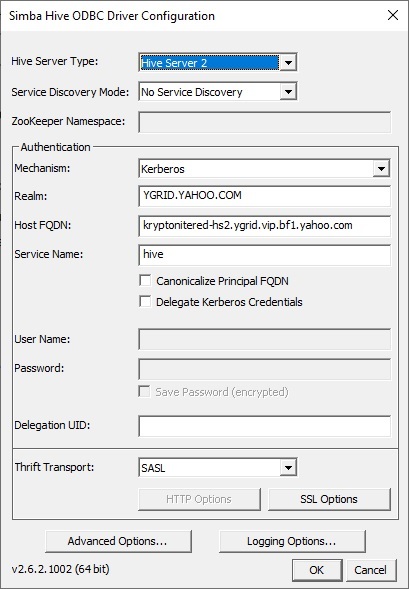 Simba Hive ODBC Driver Configuration
Hive Server Type: Hive Server 2
Service Discovery Mode: No Service Discovery
ZooKeeper Namespace:
Authentication
Mechanism: Kerberos
Realm: YGRID.YAHOO.COM
Host FQDN: kryptonitered-hs2.ygrid.vip.bf1.yahoo.com
Service Name: hive
Canonicalize Principal FQDN
Delegate Kerberos Credentials
User Name:
Password:
Save Password (encrypted)
Delegation UID:
Thrift Transport: SASL
HTTP Options SSL Options
Advanced Options... Logging Options...
v2.6.2.1002 (64 bit) OK Cancel